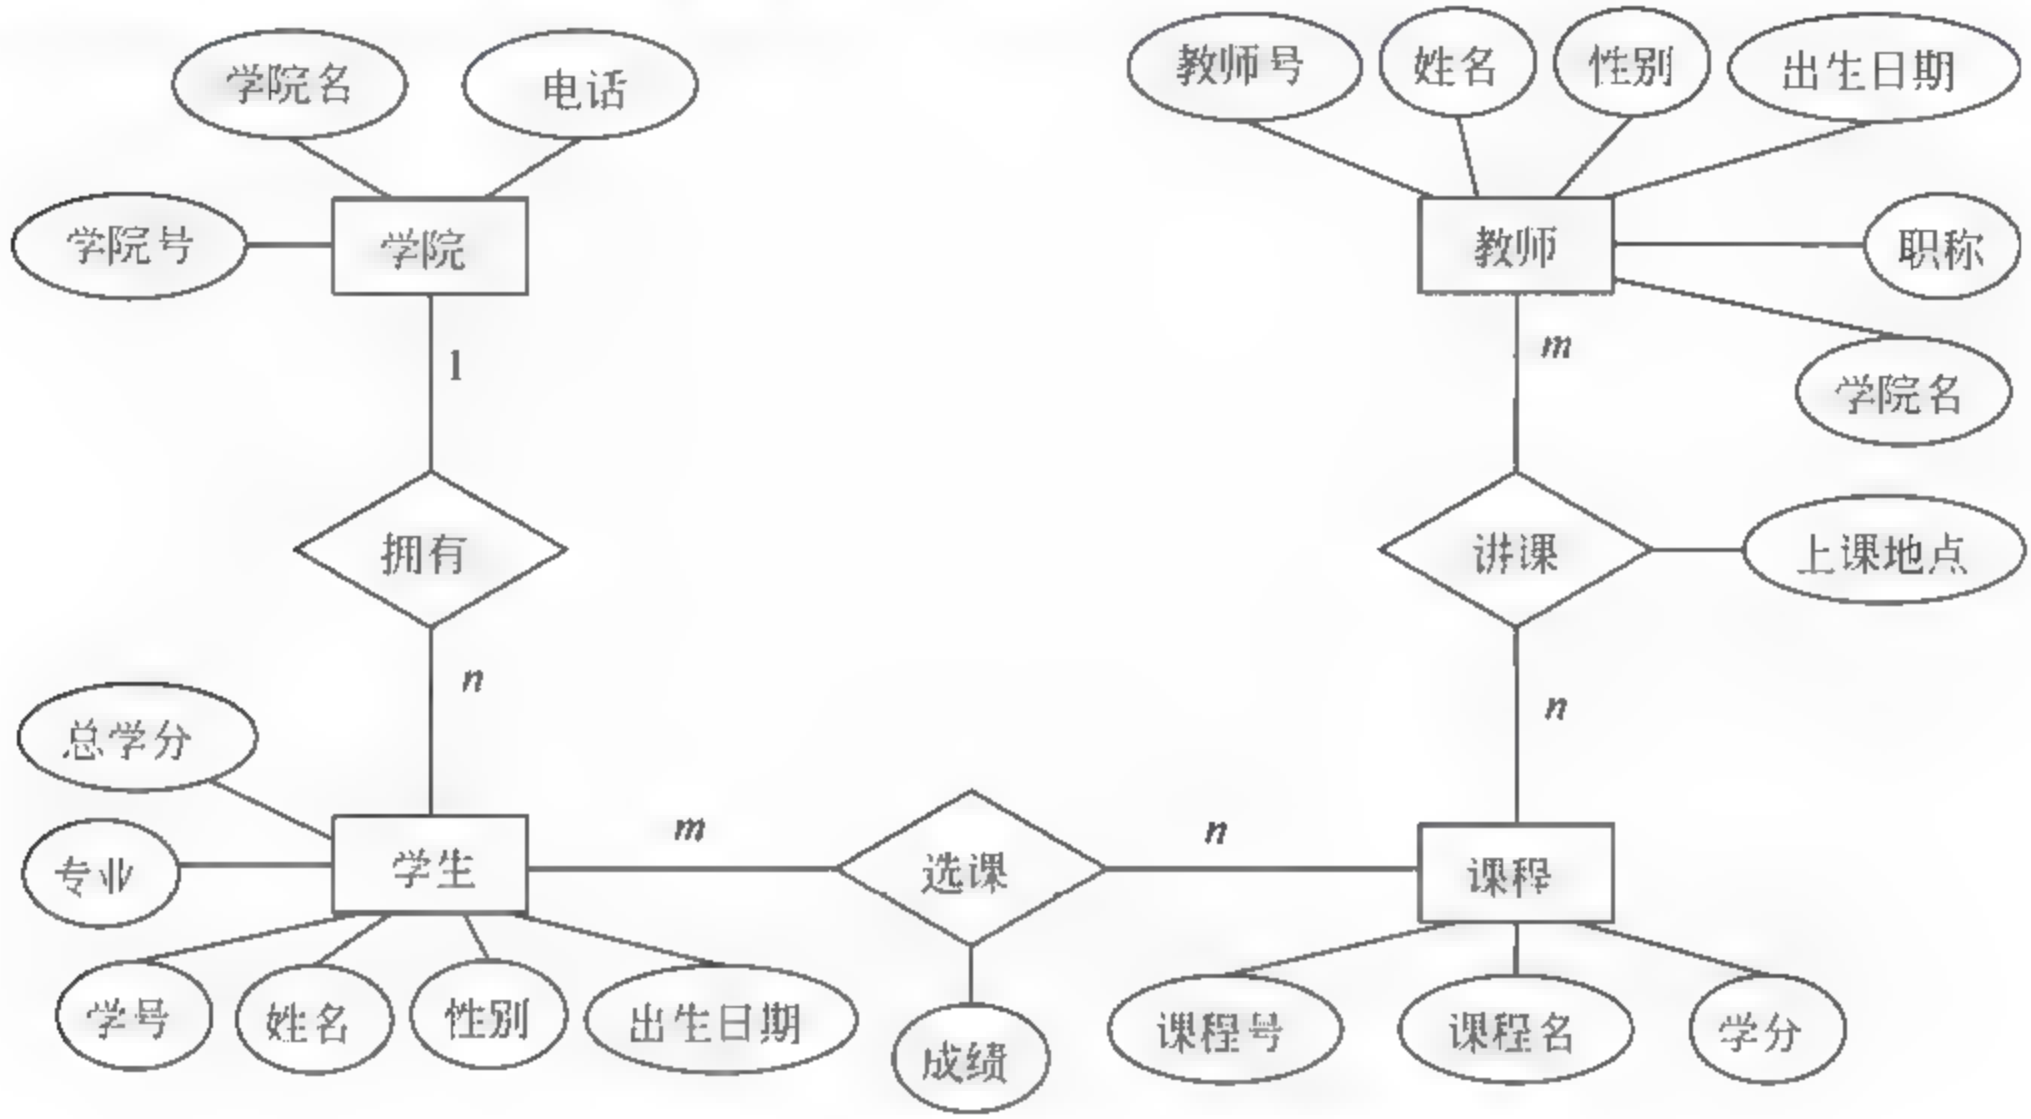 学院名
电话
学院号
学院
教师号
姓名
性别
出生日期
教师
职称
学院名
1
m
拥有
讲课
上课地点
n
n
总学分
专业
学生
m
选课
n
课程
学号
姓名
性别
出生日期
成绩
课程号
课程名
学分